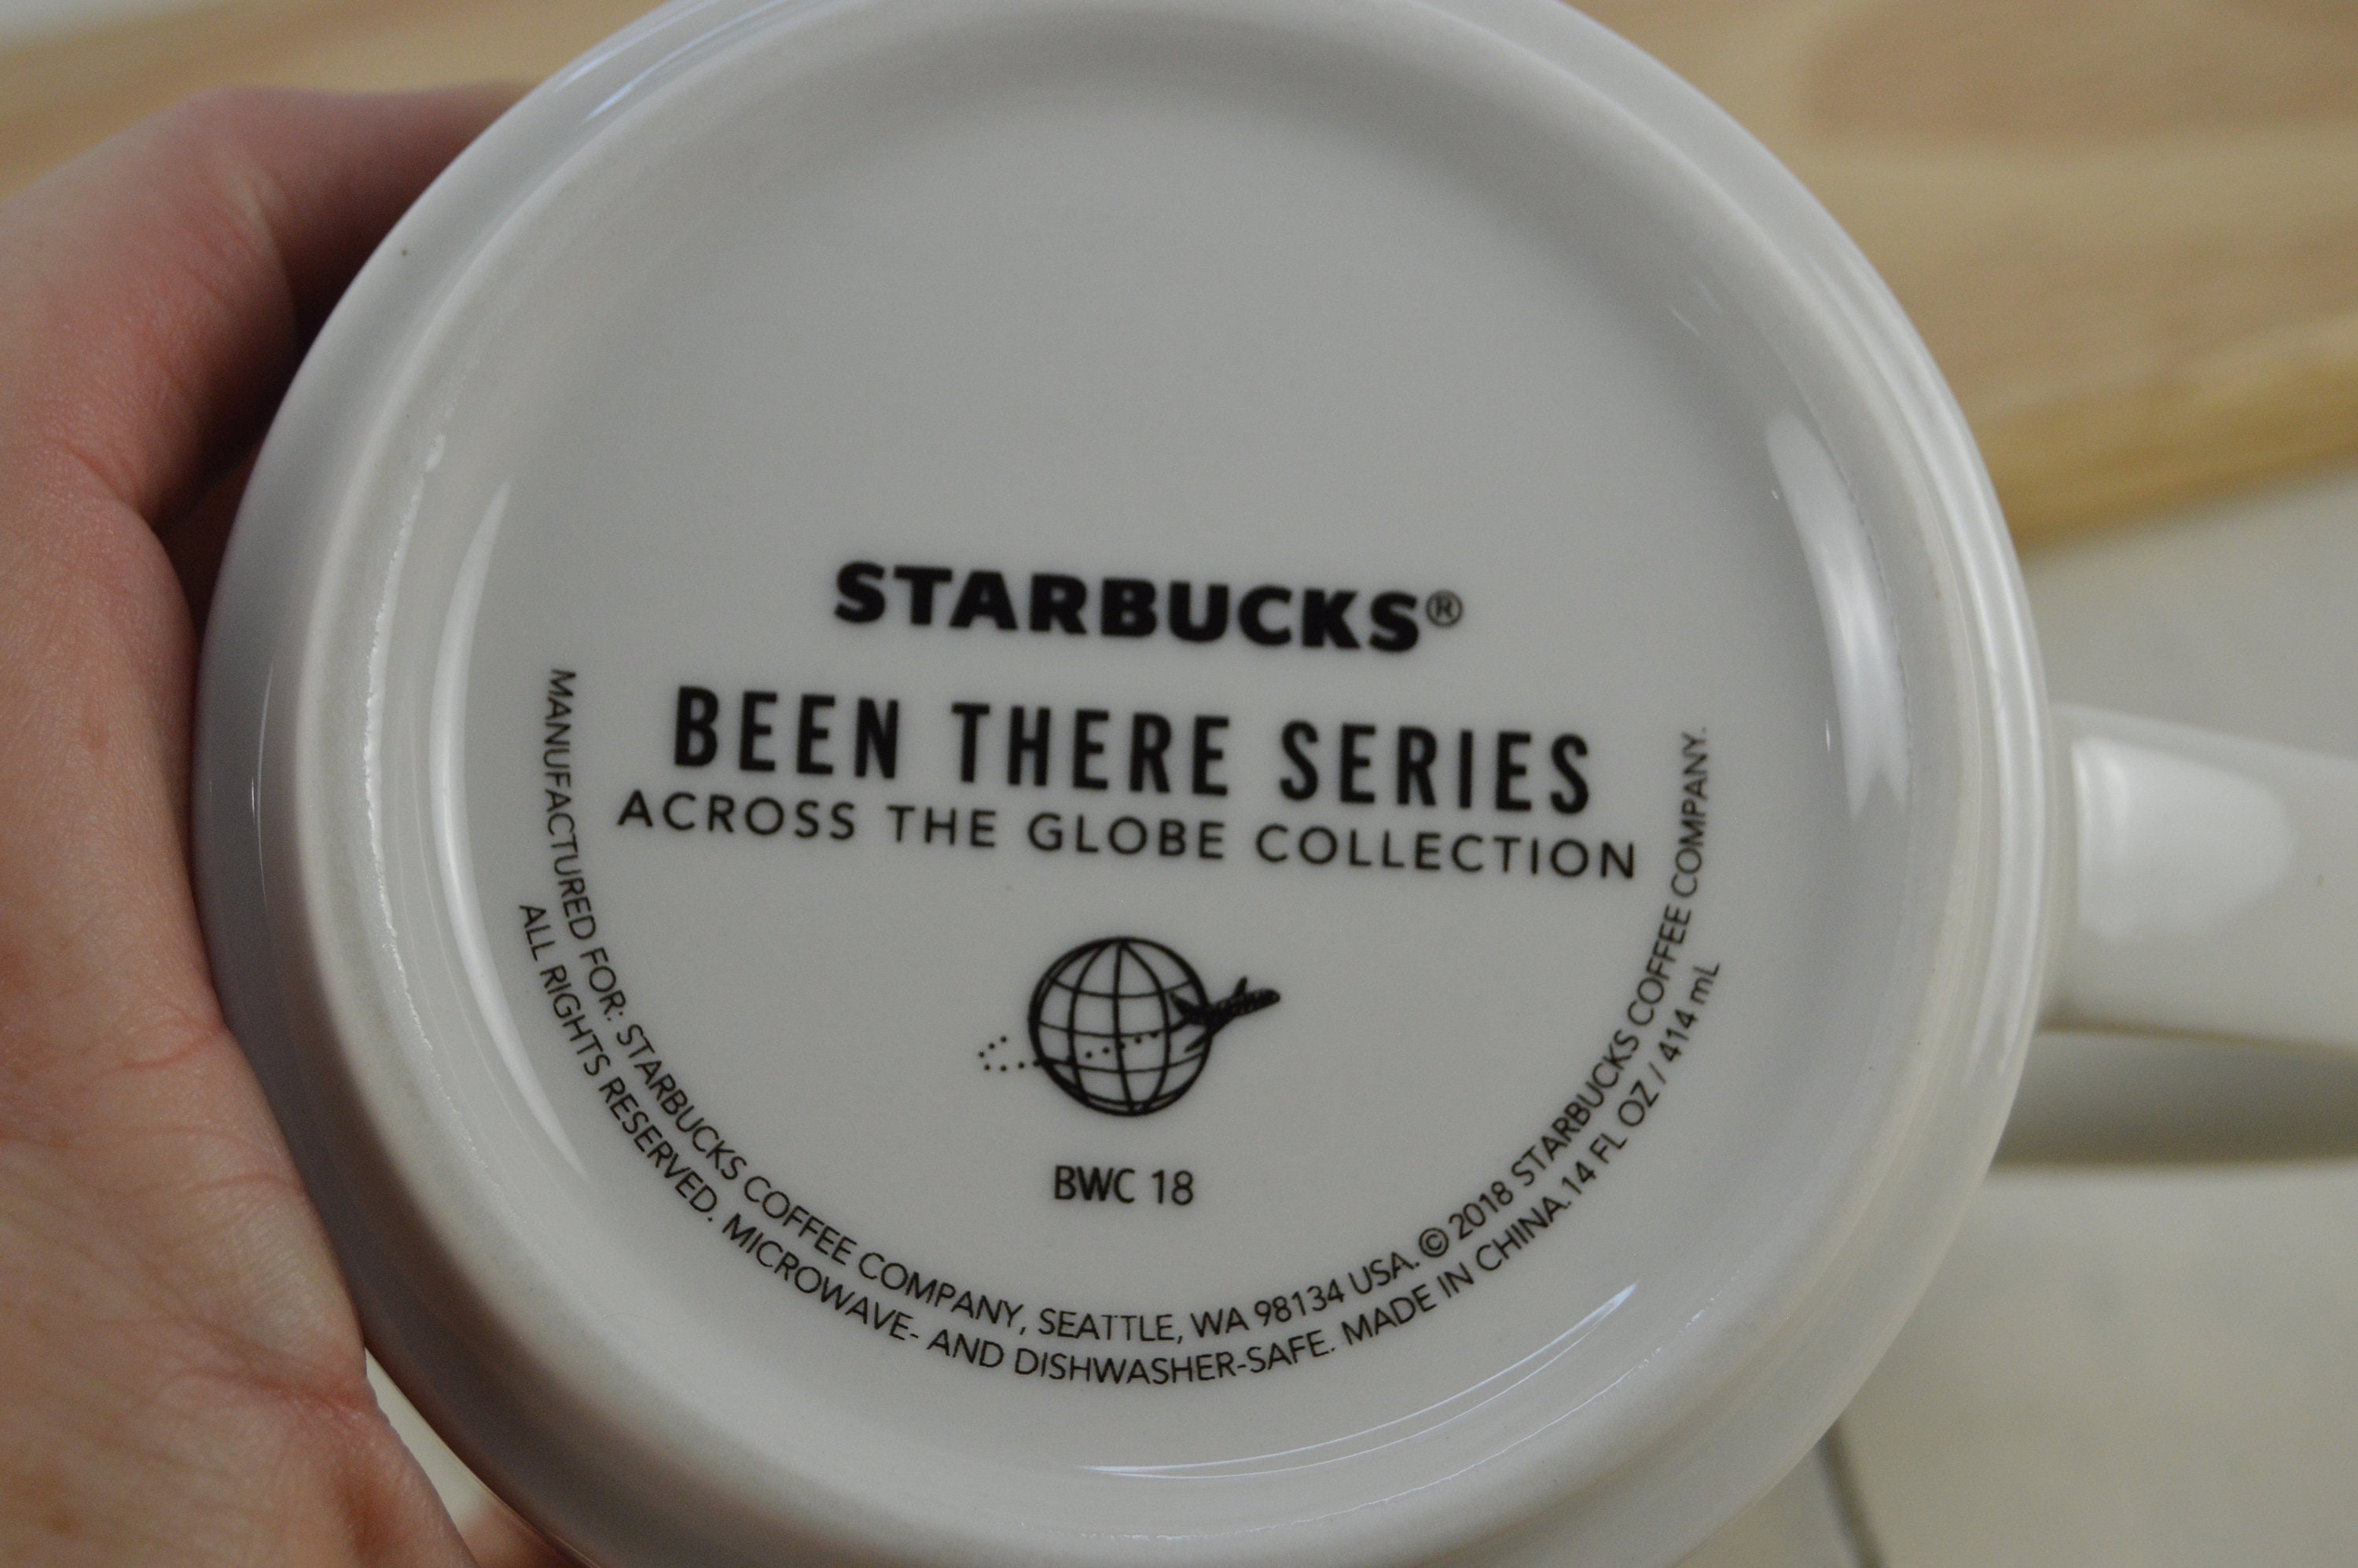 STARBUCKS®
BEEN THERE SERIES
ACROSS THE GLOBE COLLECTION
BWC 18
MANUFACTURED FOR: STARBUCKS COFFEE COMPANY, SEATTLE, WA 98134 USA. © 2018 STARBUCKS COFFEE COMPANY.
ALL RIGHTS RESERVED. MICROWAVE- AND DISHWASHER-SAFE. MADE IN CHINA. 14 FL OZ / 414 mL